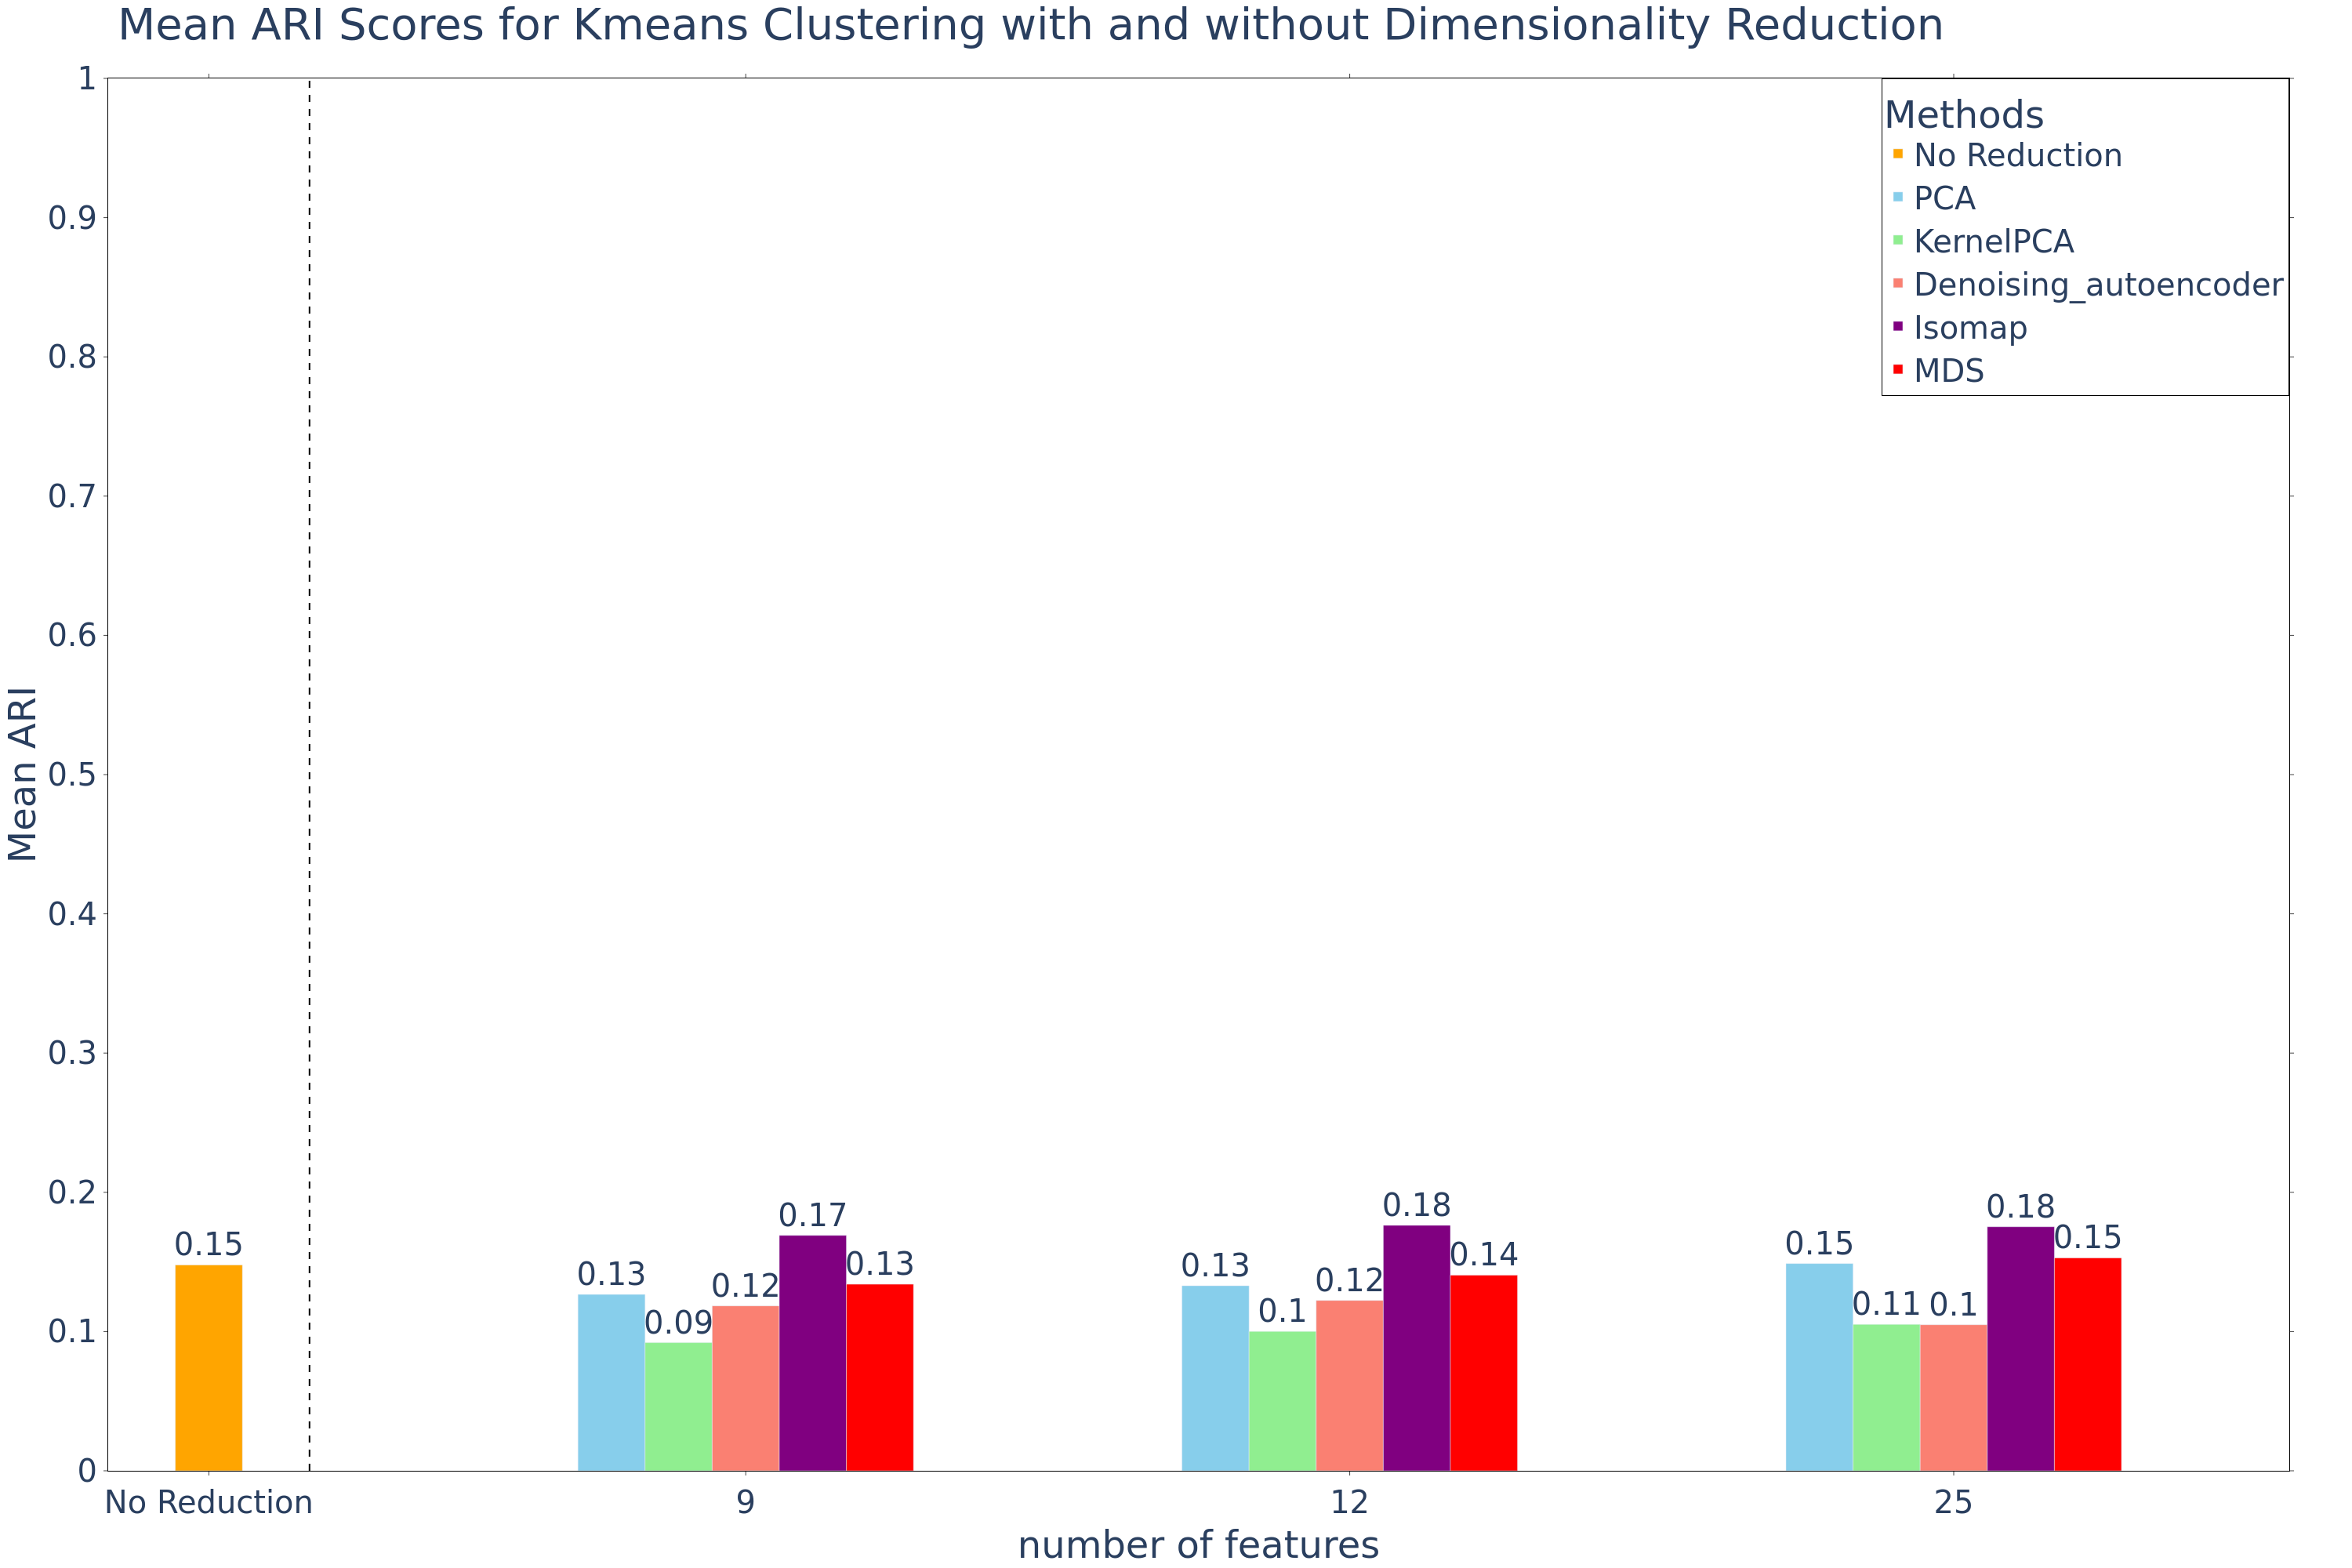 Mean ARI Scores for Kmeans Clustering with and without Dimensionality Reduction
Methods
No Reduction
PCA
KernelPCA
Denoising_autoencoder
Isomap
MDS
Mean ARI
1
0.9
0.8
0.7
0.6
0.5
0.4
0.3
0.2
0.1
0
0.15
0.13
0.09
0.12
0.17
0.13
0.13
0.1
0.12
0.18
0.14
0.15
0.11
0.1
0.18
0.15
No Reduction
9
12
25
number of features